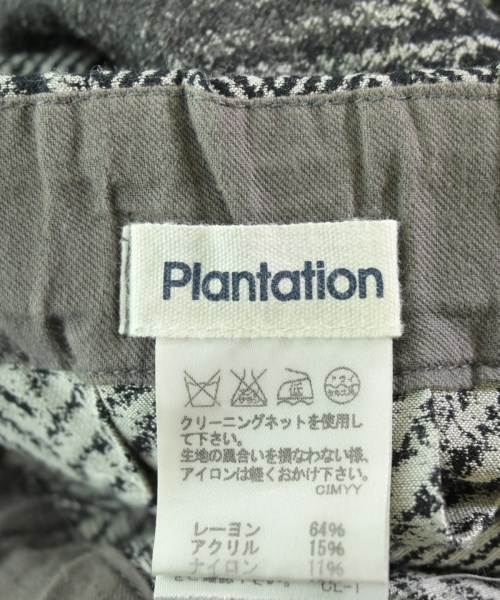 Plantation
クリーニングネットを使用し
て下さい。
生地の風合いを損なわない様、
アイロンは軽くおかけ下さい。
CIMYY
レーヨン 64%
アクリル 15%
ナイロン 11%
CL-1